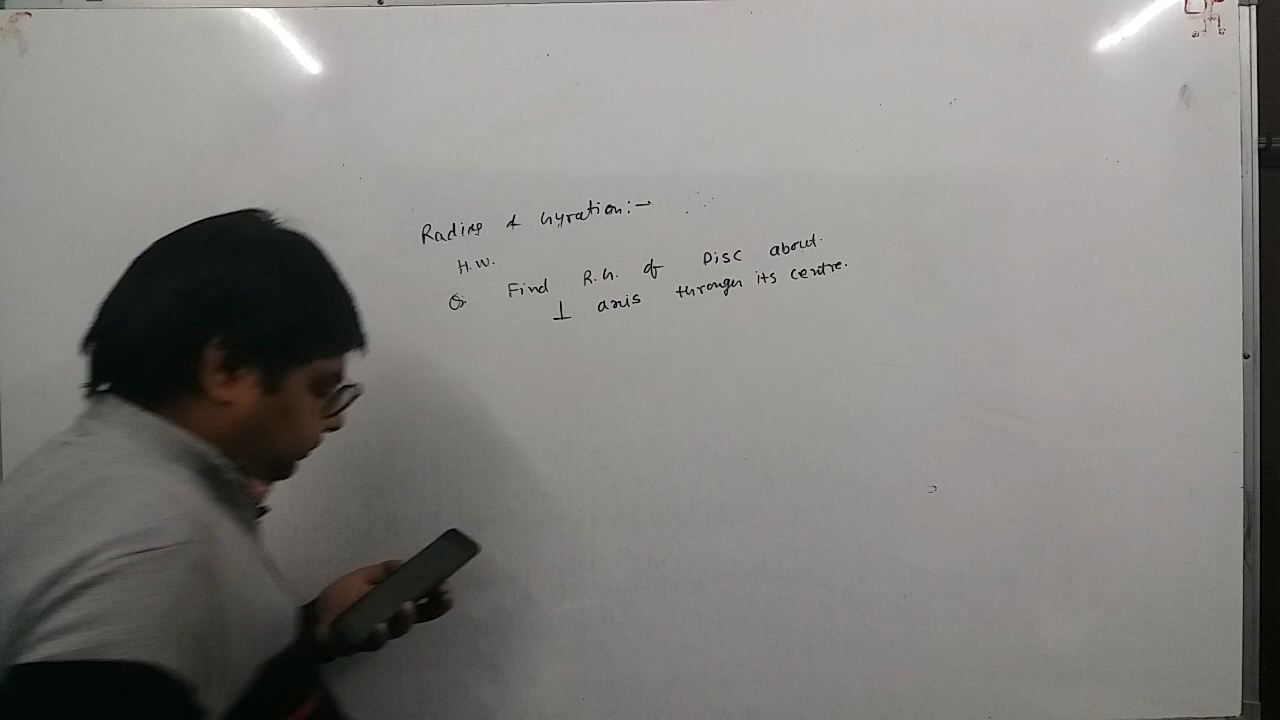 Radius of Gyration:→
H.W.
Q. Find R.G. of Disc about.
⊥ axis through its centre.